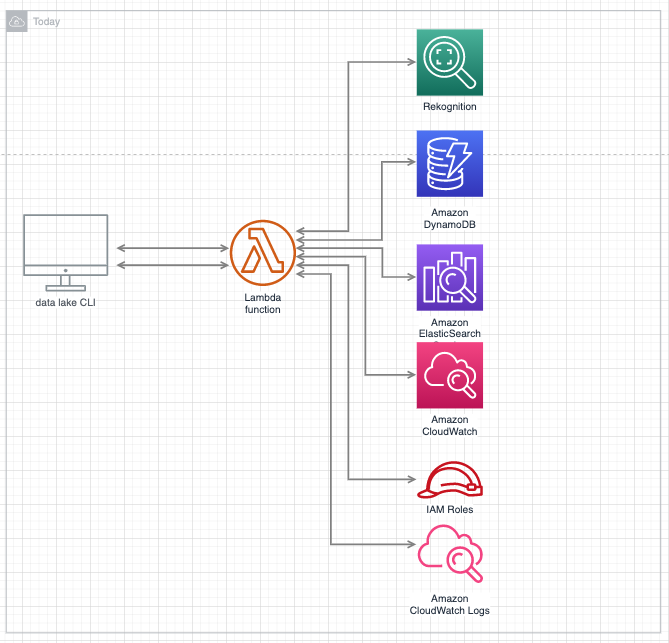 Today
Rekognition
Amazon
DynamoDB
data lake CLI
Lambda
function
Amazon
ElasticSearch
Amazon
CloudWatch
IAM Roles
Amazon
CloudWatch Logs